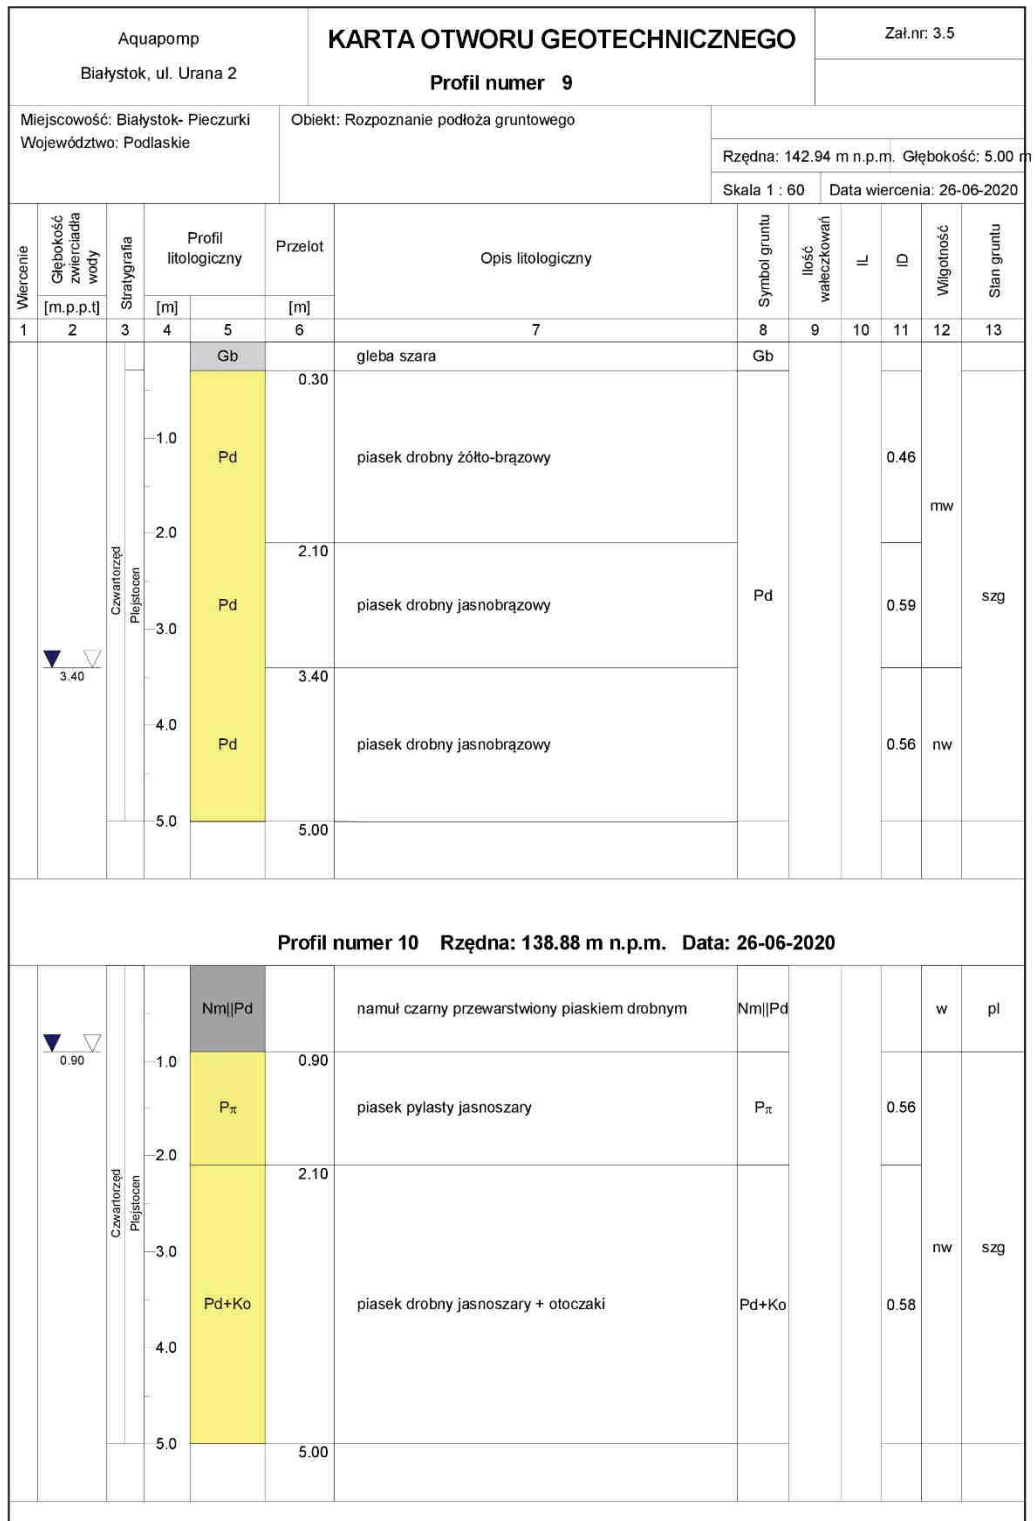 Aquapomp
Białystok, ul. Urana 2
KARTA OTWORU GEOTECHNICZNEGO
Profil numer 9
Zał.nr: 3.5
Miejscowość: Białystok- Pieczurki
Województwo: Podlaskie
Obiekt: Rozpoznanie podłoża gruntowego
Rzędna: 142.94 m n.p.m. Głębokość: 5.00 m
Skala 1 : 60 Data wiercenia: 26-06-2020
Wiercenie
Głębokość zwierciadła wody
[m.p.p.t]
Stratygrafia
Profil litologiczny
[m]
Przelot
[m]
Opis litologiczny
Symbol gruntu
Ilość wałeczkowań
IL
ID
Wilgotność
Stan gruntu
1 2 3 4 5 6 7 8 9 10 11 12 13
Gb gleba szara Gb
0.30
1.0
Pd piasek drobny żółto-brązowy 0.46
mw
2.0
2.10
Czwartorzęd
Plejstocen
Pd piasek drobny jasnobrązowy Pd 0.59 szg
3.0
3.40 3.40
4.0
Pd piasek drobny jasnobrązowy 0.56 nw
5.0
5.00
Profil numer 10 Rzędna: 138.88 m n.p.m. Data: 26-06-2020
Nm||Pd namuł czarny przewarstwiony piaskiem drobnym Nm||Pd w pl
0.90 1.0 0.90
Pπ piasek pylasty jasnoszary Pπ 0.56
2.0
2.10
Czwartorzęd
Plejstocen
3.0 nw szg
Pd+Ko piasek drobny jasnoszary + otoczaki Pd+Ko 0.58
4.0
5.0
5.00